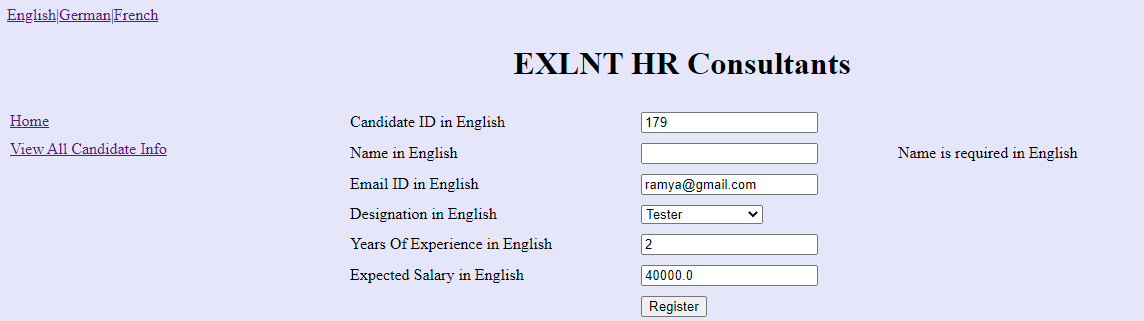 English|German|French
EXLNT HR Consultants
Home
View All Candidate Info
Candidate ID in English 179
Name in English Name is required in English
Email ID in English ramya@gmail.com
Designation in English Tester
Years Of Experience in English 2
Expected Salary in English 40000.0
Register